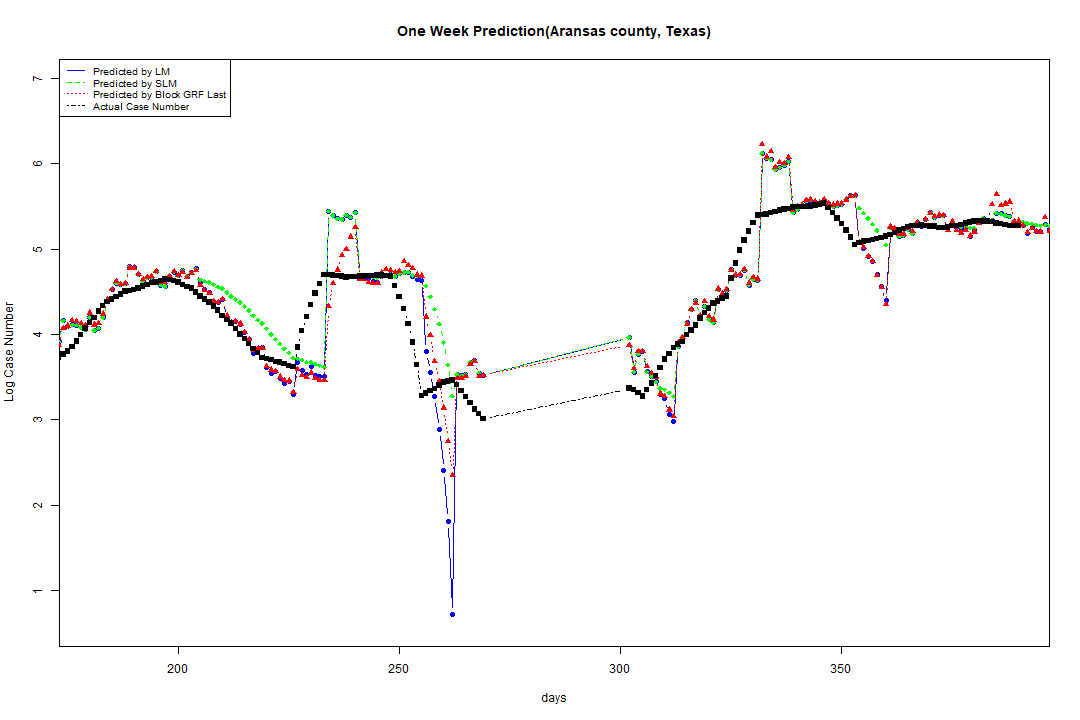 One Week Prediction(Aransas county, Texas)
Predicted by LM
Predicted by SLM
Predicted by Block GRF Last
Actual Case Number
7
6
5
4
3
2
1
Log Case Number
200 250 300 350
days